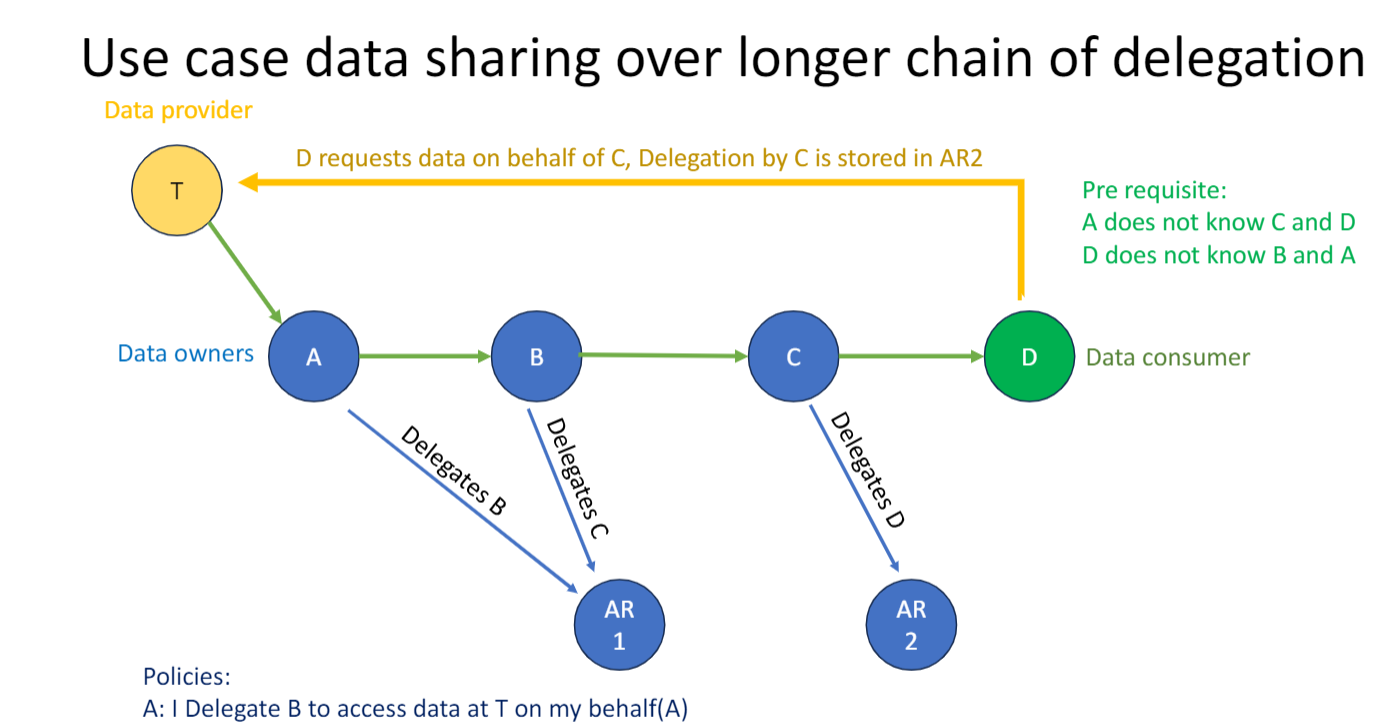 Use case data sharing over longer chain of delegation
Data provider
D requests data on behalf of C, Delegation by C is stored in AR2
T
Pre requisite:
A does not know C and D
D does not know B and A
Data owners
A
B
C
D
Data consumer
Delegates B
Delegates C
Delegates D
AR
1
AR
2
Policies:
A: I Delegate B to access data at T on my behalf(A)